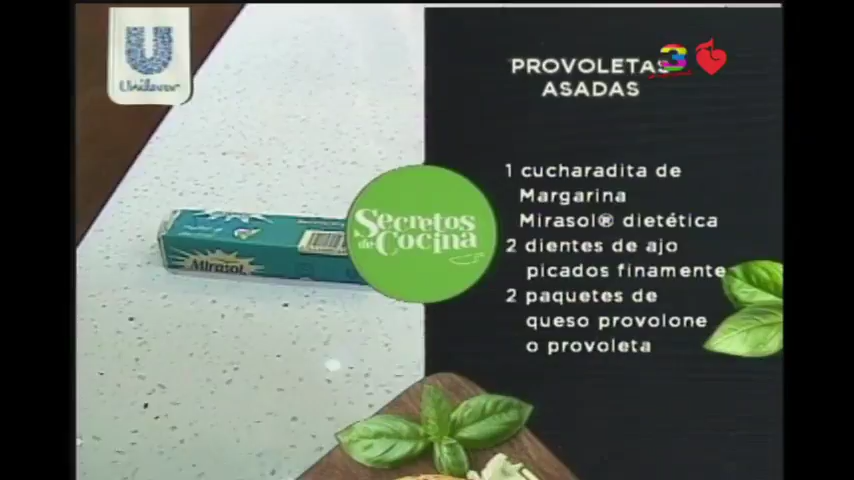 Unilever
PROVOLETAS
ASADAS
3
1 cucharadita de
Margarina
Mirasol® dietética
2 dientes de ajo
picados finamente
2 paquetes de
queso provolone
o provoleta
Secretos
de Cocina
Mirasol